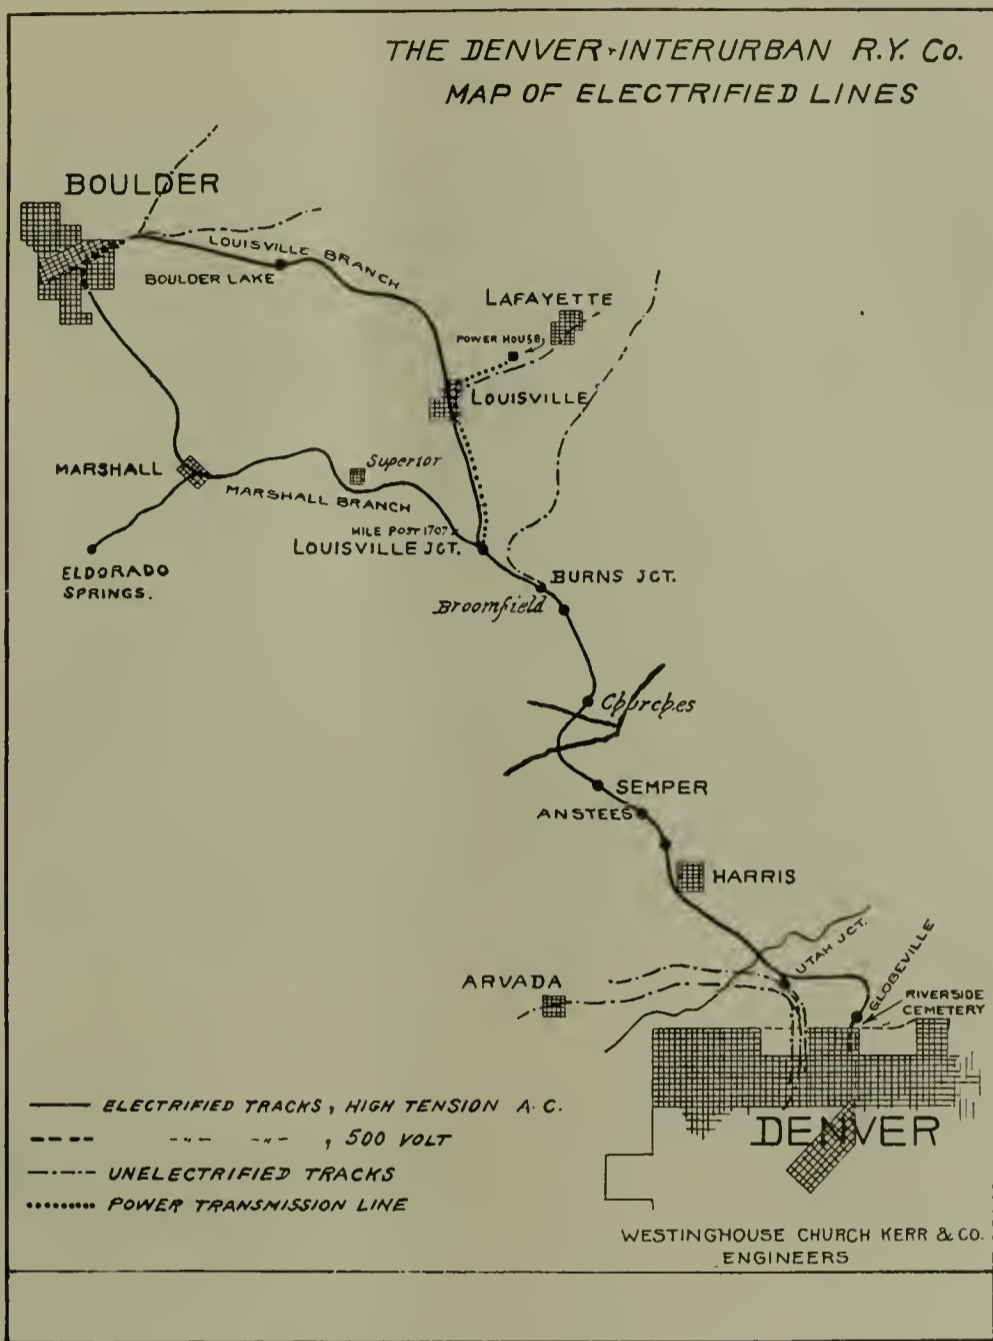 THE DENVER & INTERURBAN R.Y. Co.
MAP OF ELECTRIFIED LINES
BOULDER
LOUISVILLE BRANCH
BOULDER LAKE
LAFAYETTE
POWER HOUSE
LOUISVILLE
MARSHALL
Superior
MARSHALL BRANCH
MILE POST 1707
LOUISVILLE JCT.
ELDORADO
SPRINGS.
BURNS JCT.
Broomfield
Churches
SEMPER
ANSTEES
HARRIS
UTAH JCT.
GLOBEVILLE
ARVADA
RIVERSIDE
CEMETERY
ELECTRIFIED TRACKS, HIGH TENSION A.C.
-"- -"- , 500 VOLT
UNELECTRIFIED TRACKS
POWER TRANSMISSION LINE
DENVER
WESTINGHOUSE CHURCH KERR & CO.
ENGINEERS